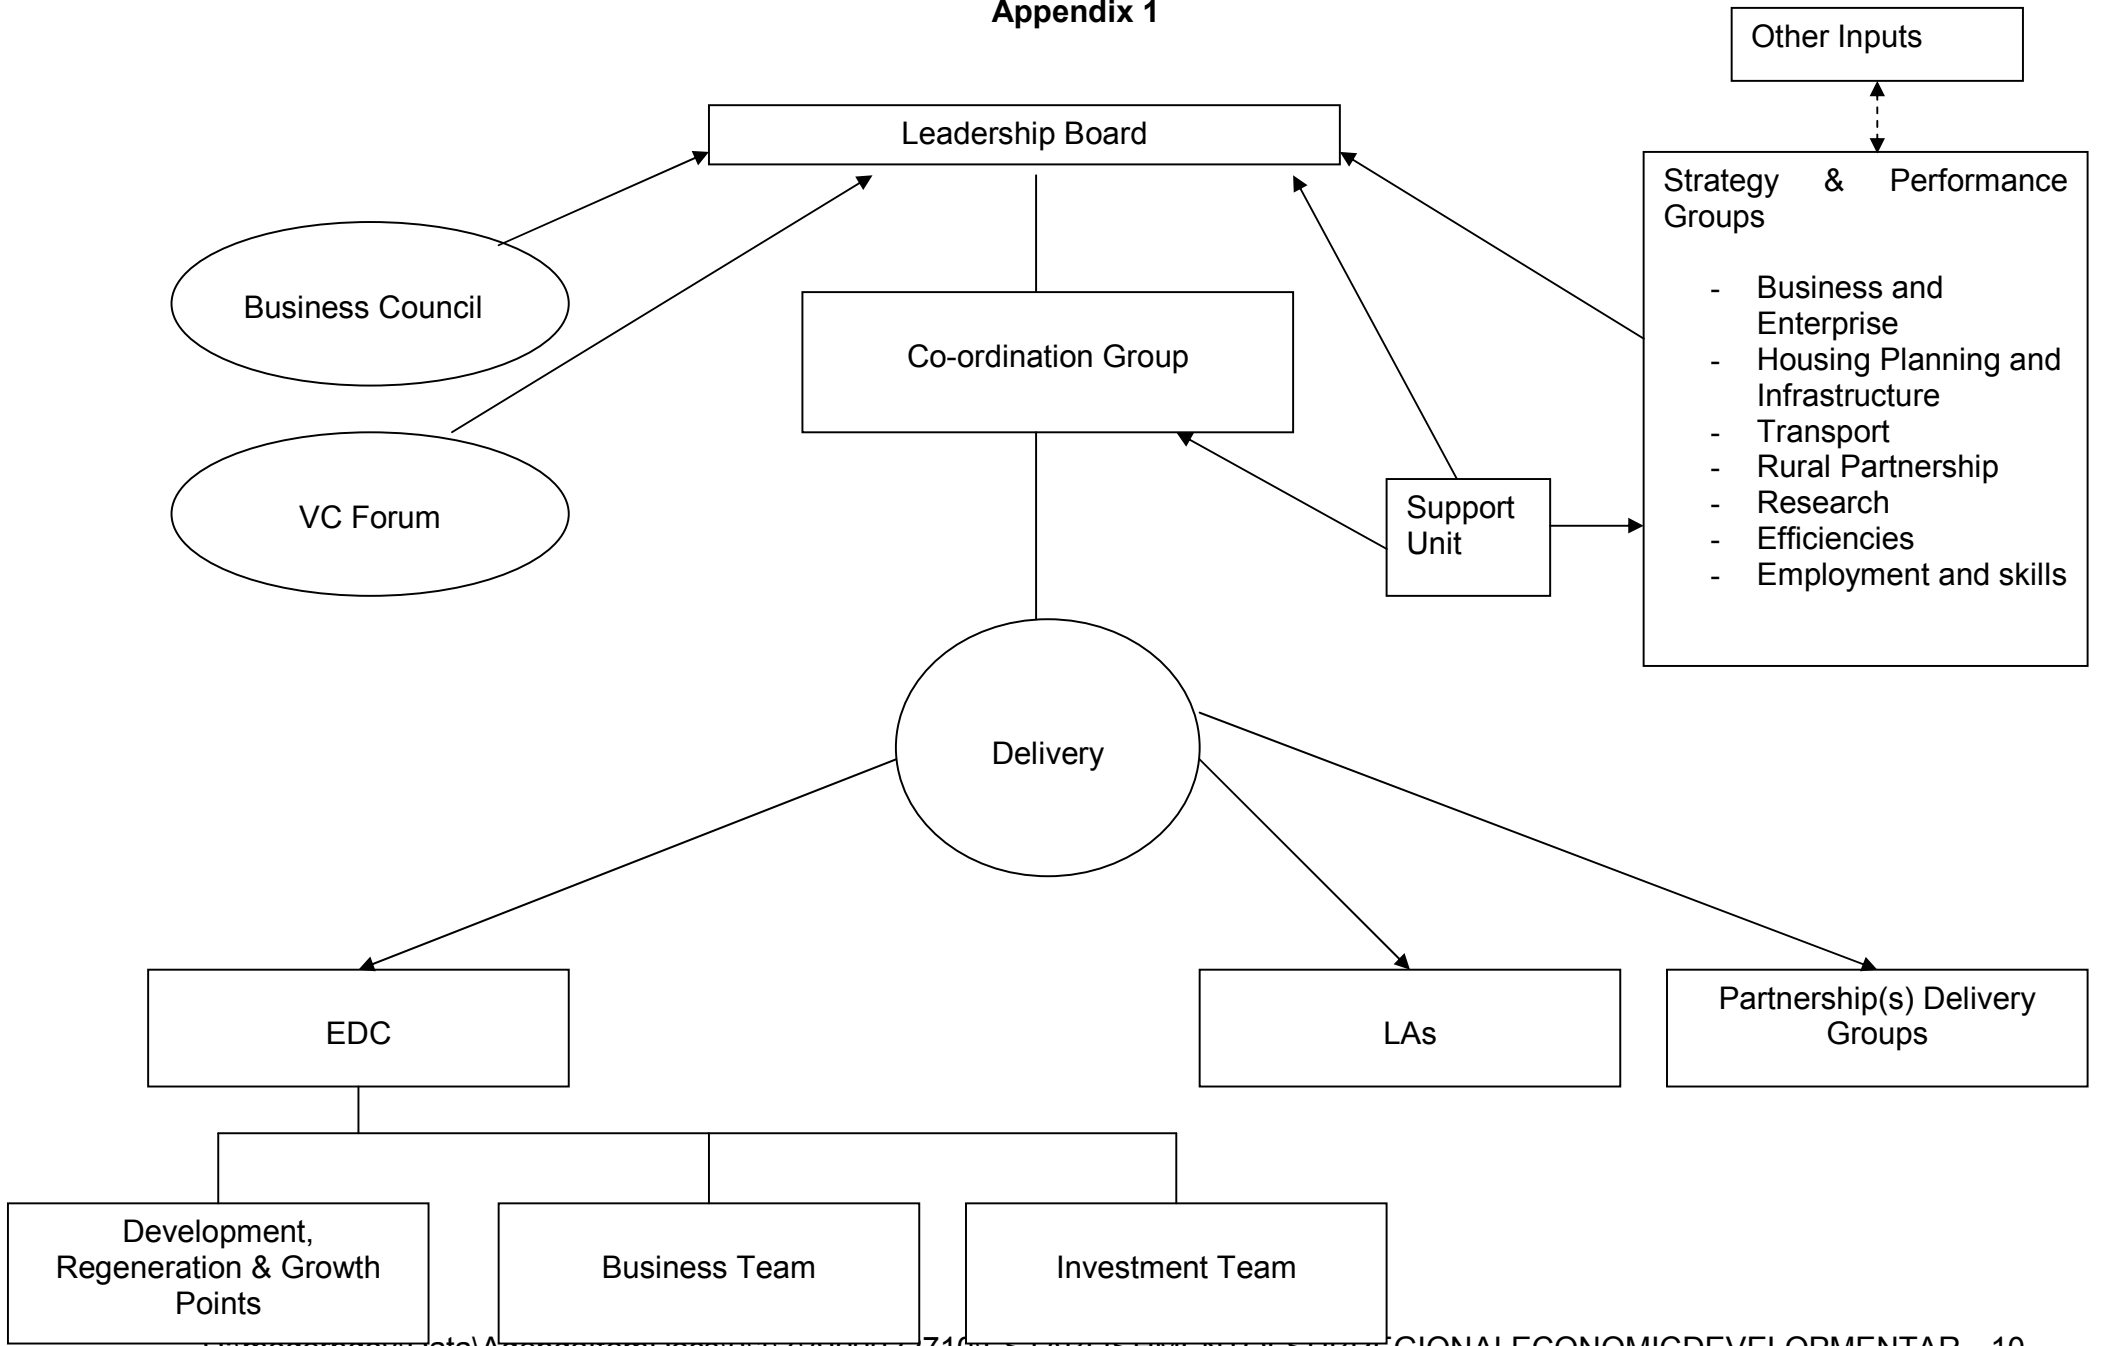 Appendix 1
Other Inputs
Leadership Board
Strategy & Performance
Groups
- Business and
Enterprise
- Housing Planning and
Infrastructure
- Transport
- Rural Partnership
- Research
- Efficiencies
- Employment and skills
Business Council
Co-ordination Group
VC Forum
Support
Unit
Delivery
EDC
LAs
Partnership(s) Delivery
Groups
Development,
Regeneration & Growth
Points
Business Team
Investment Team
10